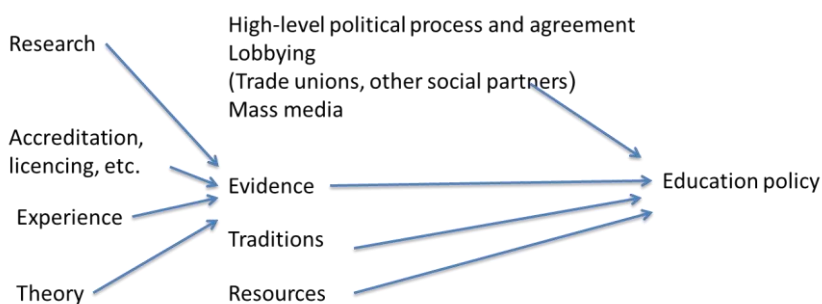 High-level political process and agreement
Research
Lobbying
(Trade unions, other social partners)
Mass media
Accreditation,
licencing, etc.
Evidence
Education policy
Experience
Traditions
Theory
Resources